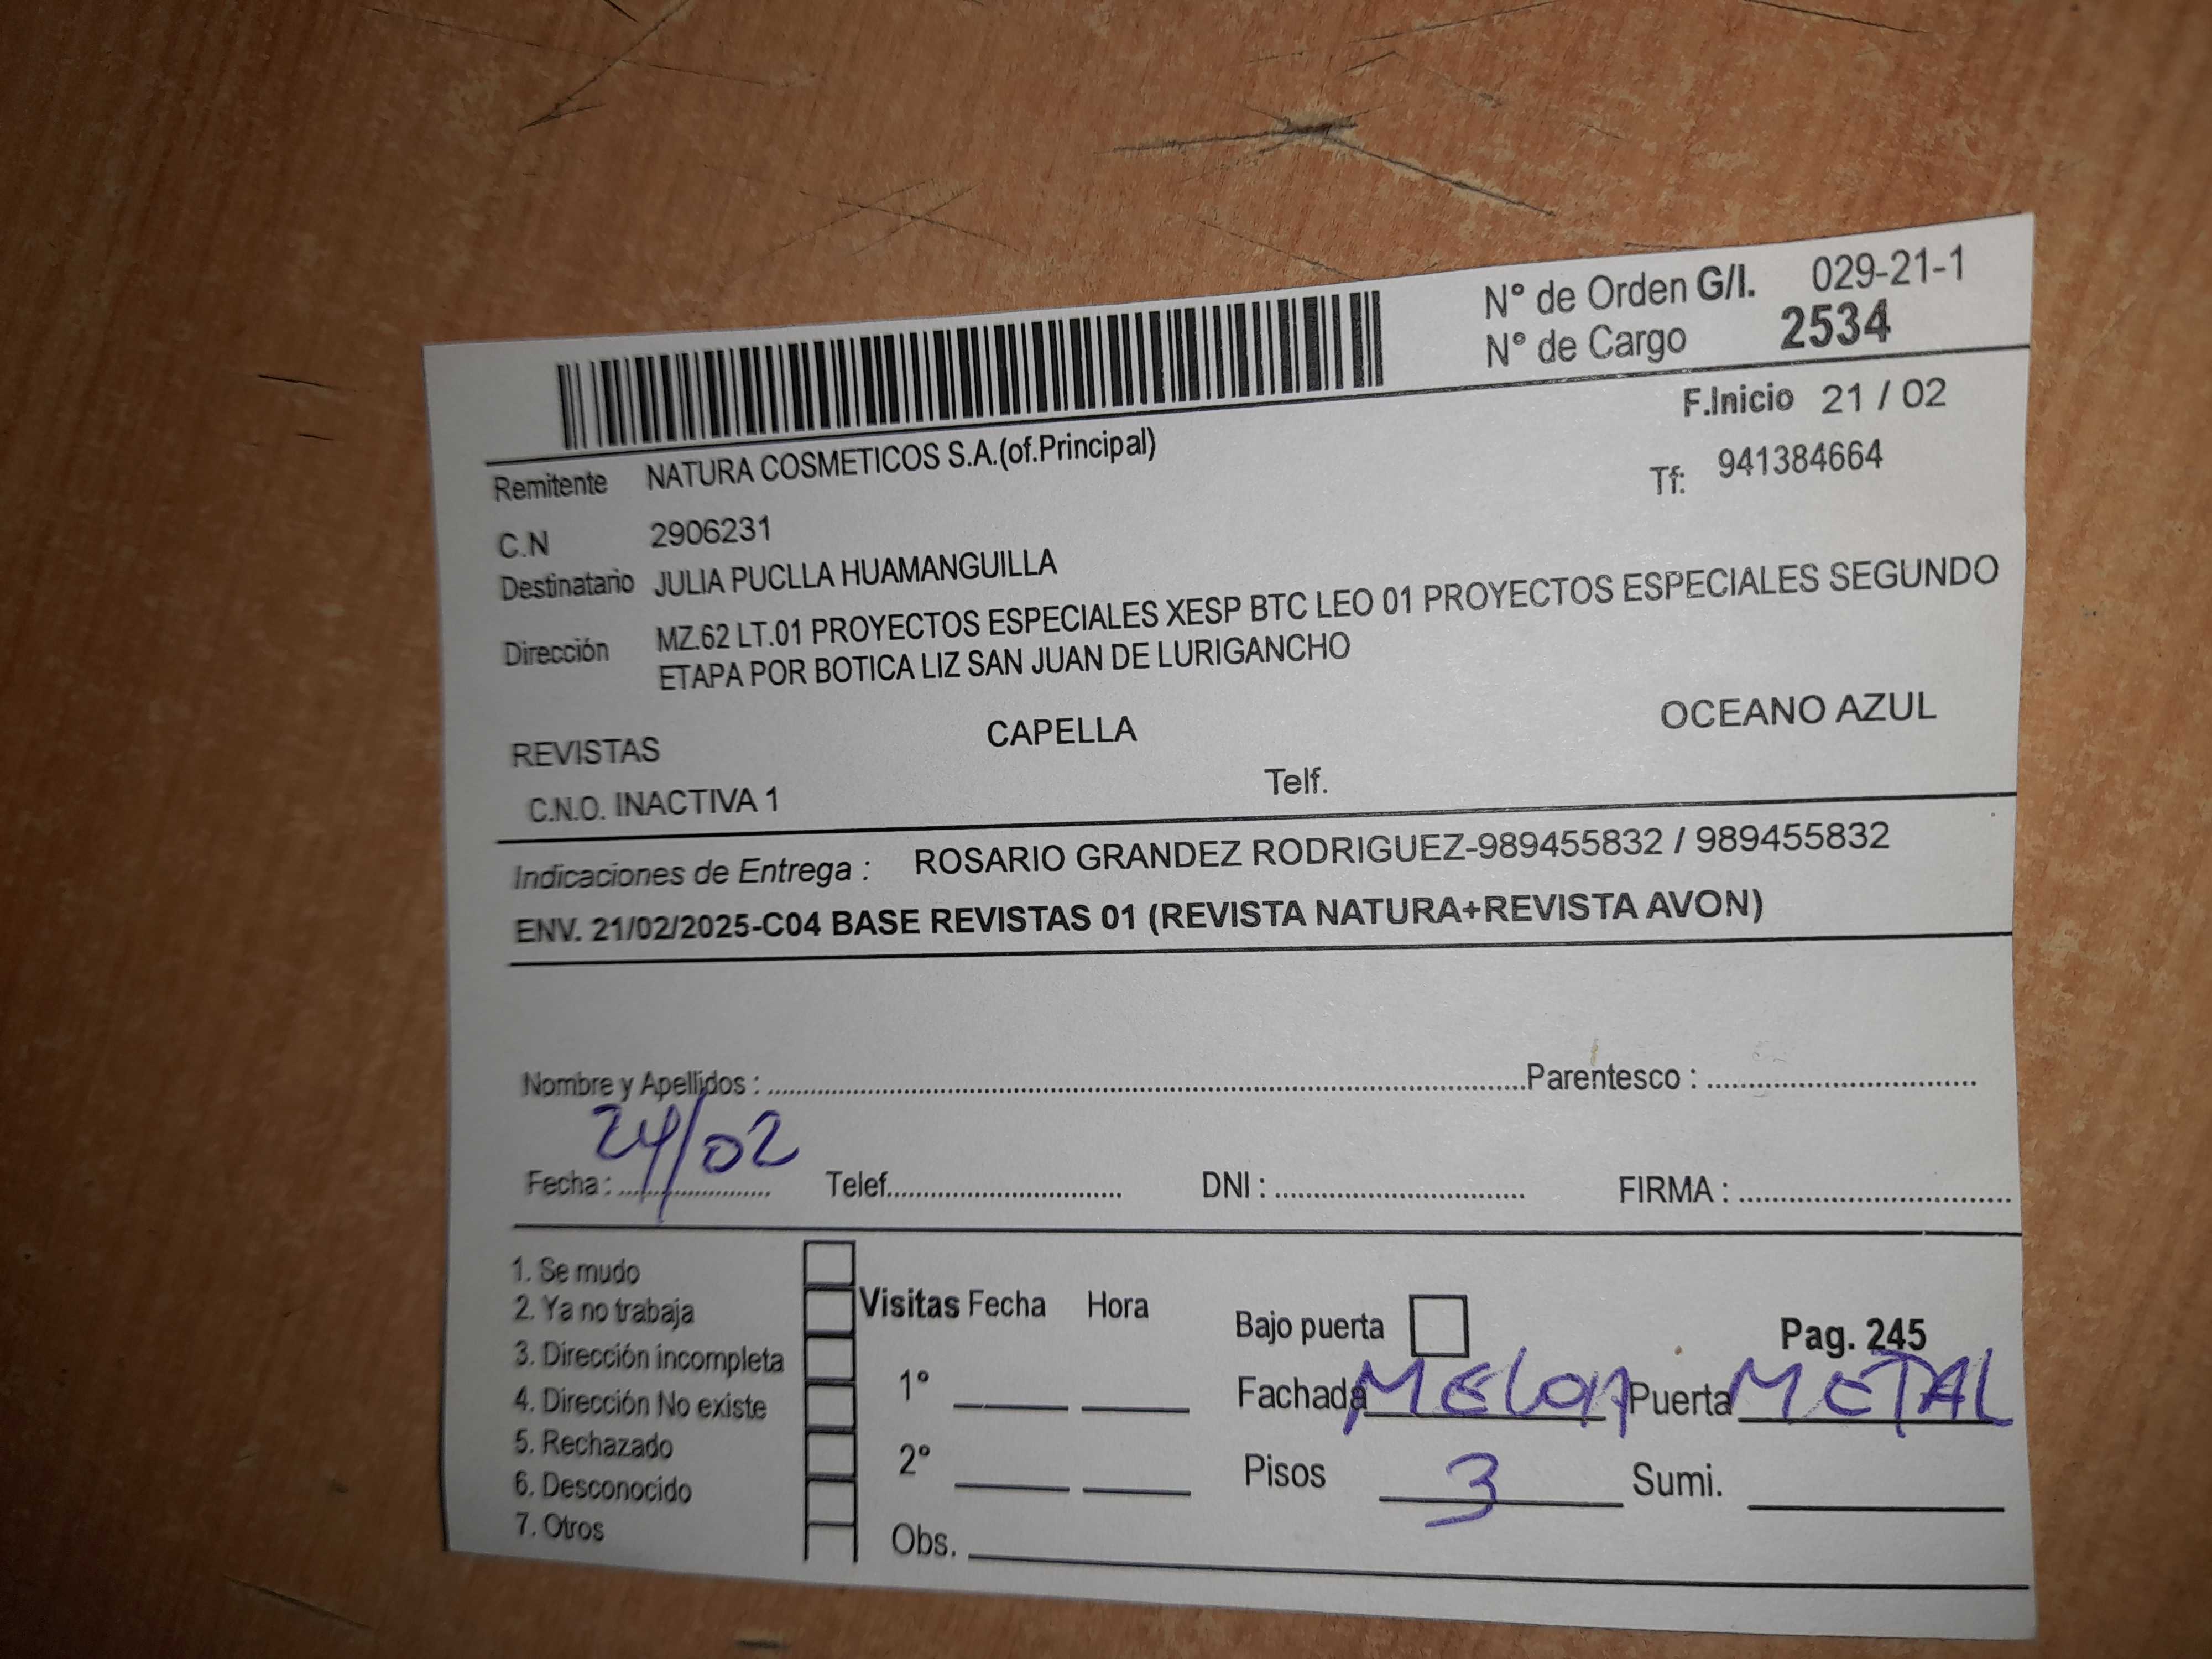 N° de Orden G/I. 029-21-1
N° de Cargo 2534
F.Inicio 21 / 02
Remitente NATURA COSMETICOS S.A.(of.Principal)
Tf: 941384664
C.N 2906231
Destinatario JULIA PUCLLA HUAMANGUILLA
Dirección MZ.62 LT.01 PROYECTOS ESPECIALES XESP BTC LEO 01 PROYECTOS ESPECIALES SEGUNDO
ETAPA POR BOTICA LIZ SAN JUAN DE LURIGANCHO
REVISTAS CAPELLA OCEANO AZUL
C.N.O. INACTIVA 1 Telf.
Indicaciones de Entrega : ROSARIO GRANDEZ RODRIGUEZ-989455832 / 989455832
ENV. 21/02/2025-C04 BASE REVISTAS 01 (REVISTA NATURA+REVISTA AVON)
Nombre y Apellidos : Parentesco :
24/02
Fecha: Telef. DNI : FIRMA :
1. Se mudo
2. Ya no trabaja
3. Dirección incompleta
4. Dirección No existe
5. Rechazado
6. Desconocido
7. Otros
Visitas Fecha Hora
1°
2°
Obs.
Bajo puerta Pag. 245
Fachada MELON Puerta METAL
Pisos 3 Sumi.